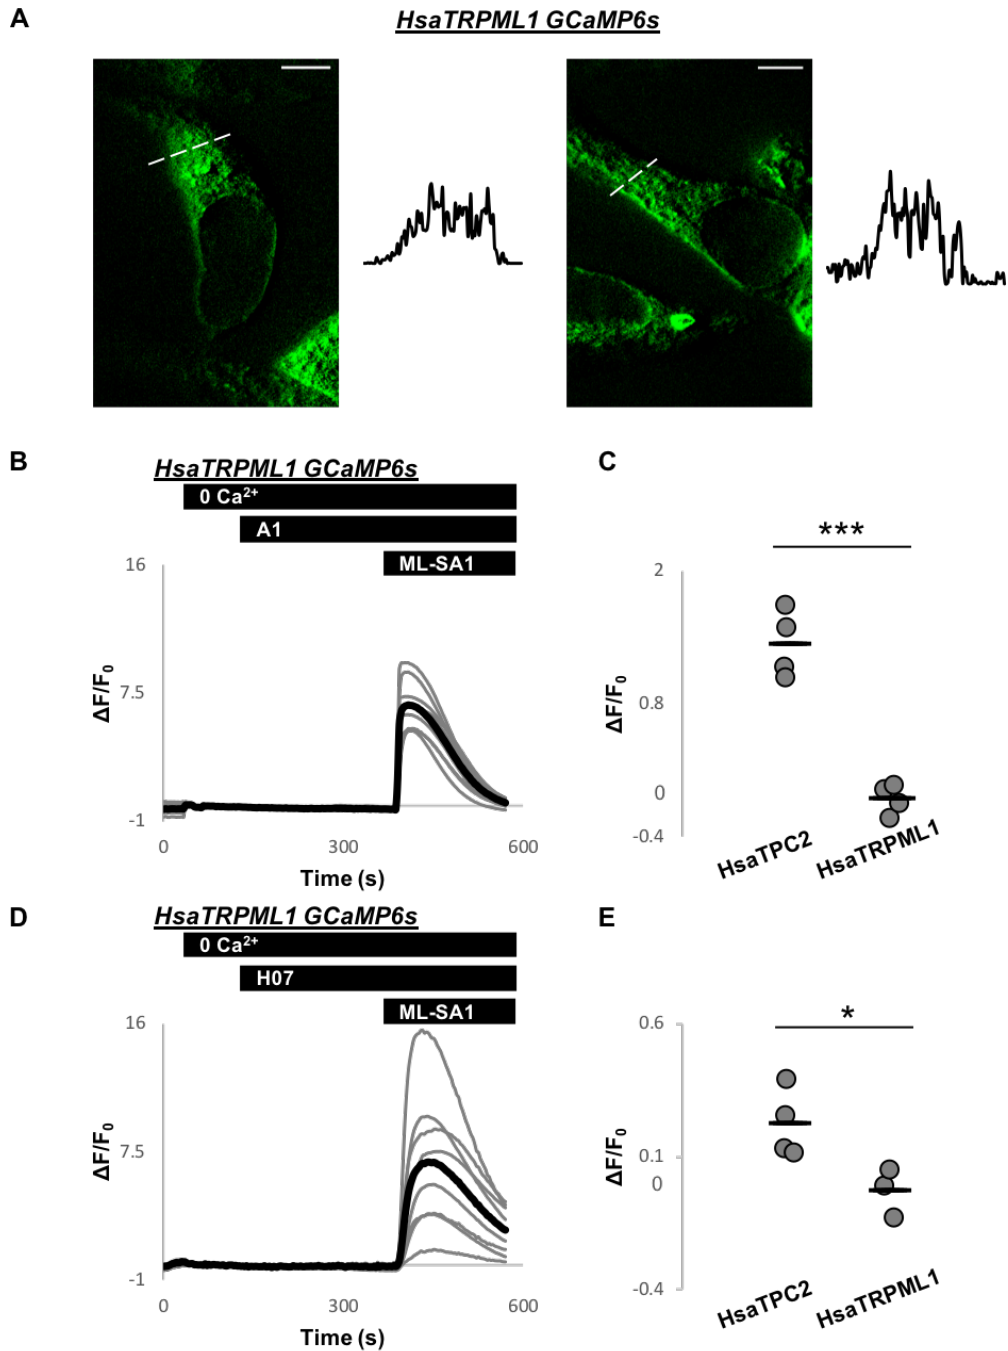 A
HsaTRPML1 GCaMP6s
B
HsaTRPML1 GCaMP6s
0 Ca²⁺
A1
ML-SA1
16
7.5
-1
ΔF/F₀
0
300
600
Time (s)
C
***
2
0.8
0
-0.4
ΔF/F₀
HsaTPC2
HsaTRPML1
D
HsaTRPML1 GCaMP6s
0 Ca²⁺
H07
ML-SA1
16
7.5
-1
ΔF/F₀
0
300
600
Time (s)
E
*
0.6
0.1
0
-0.4
ΔF/F₀
HsaTPC2
HsaTRPML1